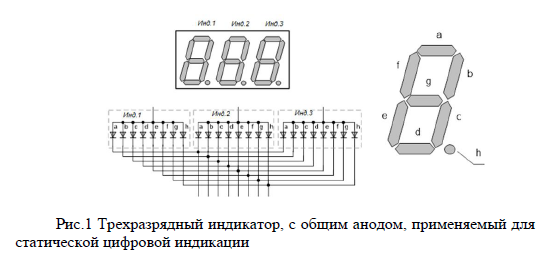 Инд.1 Инд.2 Инд.3
a
f b
g
e c
d
h
Инд.1 Инд.2 Инд.3
a b c d e f g h a b c d e f g h a b c d e f g h
Рис.1 Трехразрядный индикатор, с общим анодом, применяемый для
статической цифровой индикации